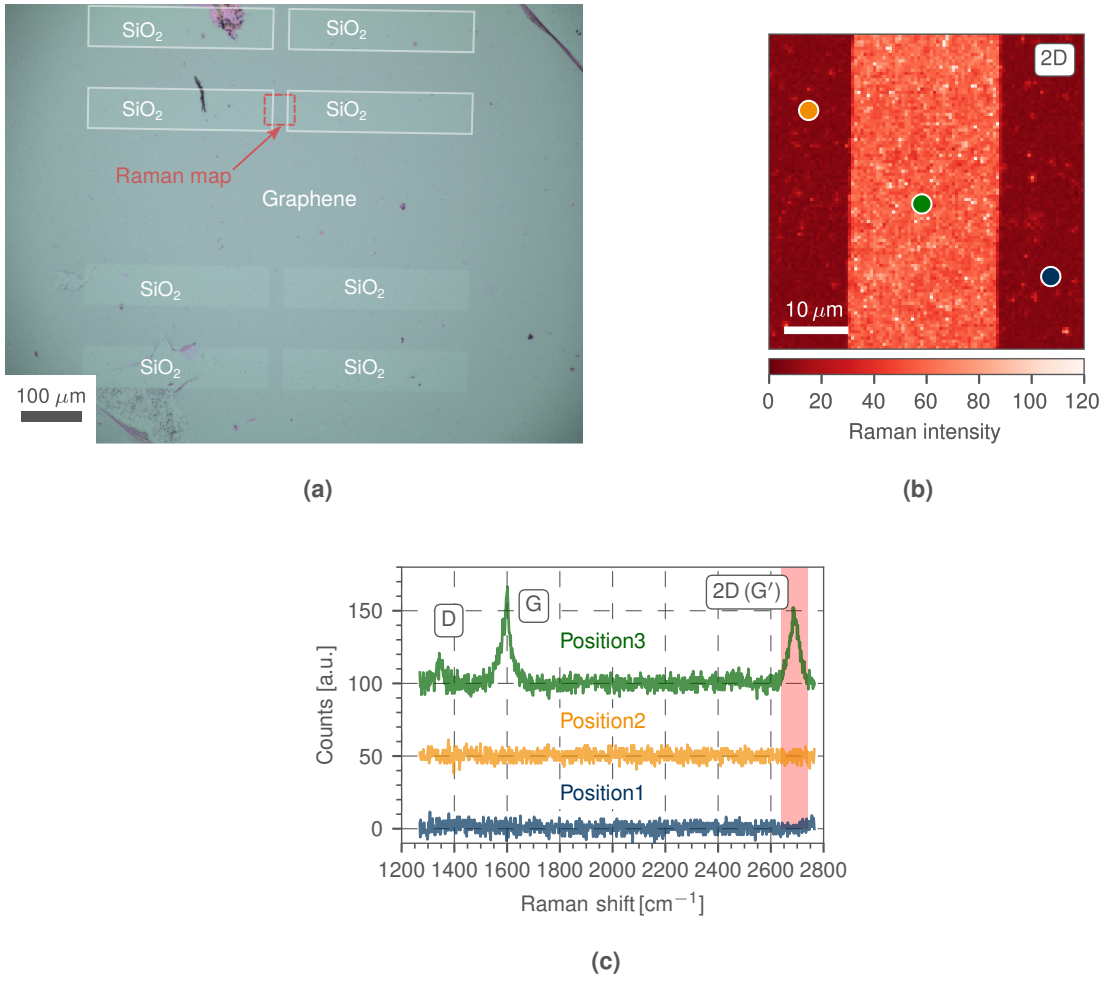 SiO₂ SiO₂
SiO₂ SiO₂
Raman map
Graphene
SiO₂ SiO₂
SiO₂ SiO₂
100 μm
(a)
2D
10 μm
0 20 40 60 80 100 120
Raman intensity
(b)
150
100
50
0
Counts [a.u.]
D
G
2D (G′)
Position3
Position2
Position1
1200 1400 1600 1800 2000 2200 2400 2600 2800
Raman shift [cm⁻¹]
(c)